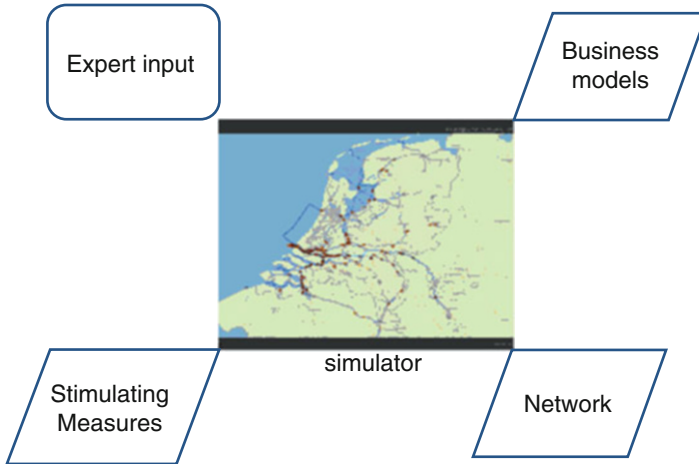 Expert input
Business
models
simulator
Stimulating
Measures
Network